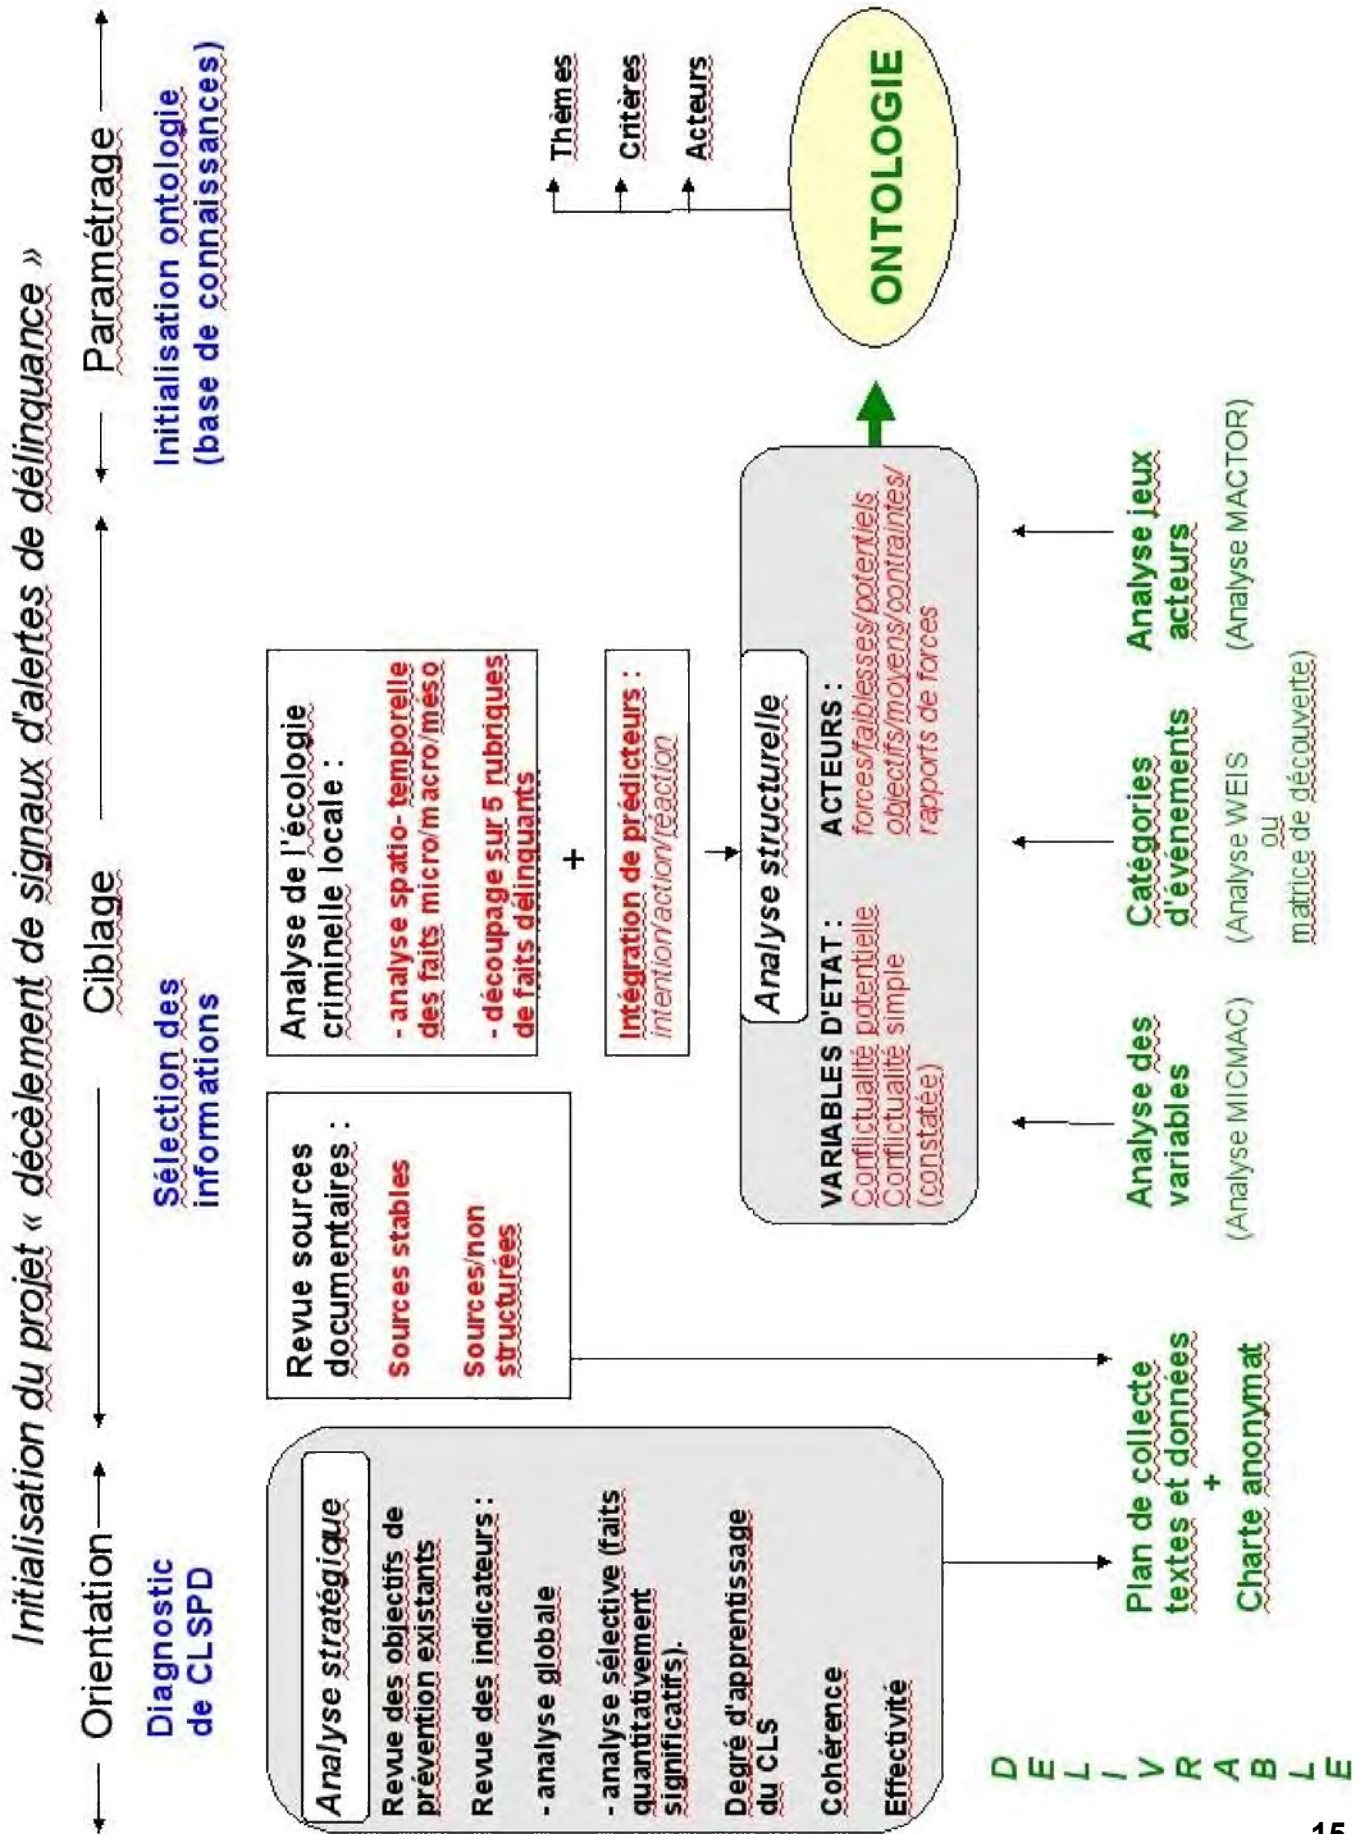 Initialisation du projet « décèlement de signaux d'alertes de délinquance »
Orientation
Ciblage
Paramétrage
Diagnostic
de CLSPD
Sélection des
informations
Initialisation ontologie
(base de connaissances)
Analyse stratégique
Revue des objectifs de
prévention existants
Revue des indicateurs :
- analyse globale
- analyse sélective (faits
quantitativement
significatifs).
Degré d'apprentissage
du CLS
Cohérence
Effectivité
Revue sources
documentaires :
Sources stables
Sources/non
structurées
Analyse de l'écologie
criminelle locale :
- analyse spatio-temporelle
des faits micro/macro/méso
- découpage sur 5 rubriques
de faits délinquants
+
Intégration de prédicteurs :
intention/action/réaction
Analyse structurelle
VARIABLES D'ETAT :
Conflictualité potentielle
Conflictualité simple
(constatée)
ACTEURS :
forces/faiblesses/potentiels
objectifs/moyens/contraintes/
rapports de forces
Thèmes
Critères
Acteurs
ONTOLOGIE
DELIVRABLE
Plan de collecte
textes et données
+
Charte anonymat
Analyse des
variables
(Analyse MICMAC)
Catégories
d'événements
(Analyse WEIS
ou
matrice de découverte)
Analyse jeux
acteurs
(Analyse MACTOR)